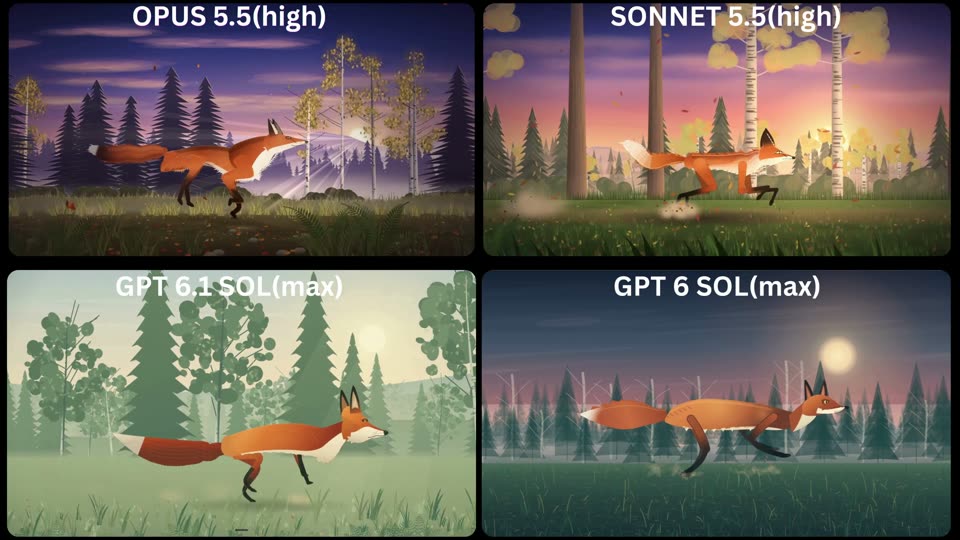 OPUS 5.5(high)
SONNET 5.5(high)
GPT 6.1 SOL(max)
GPT 6 SOL(max)